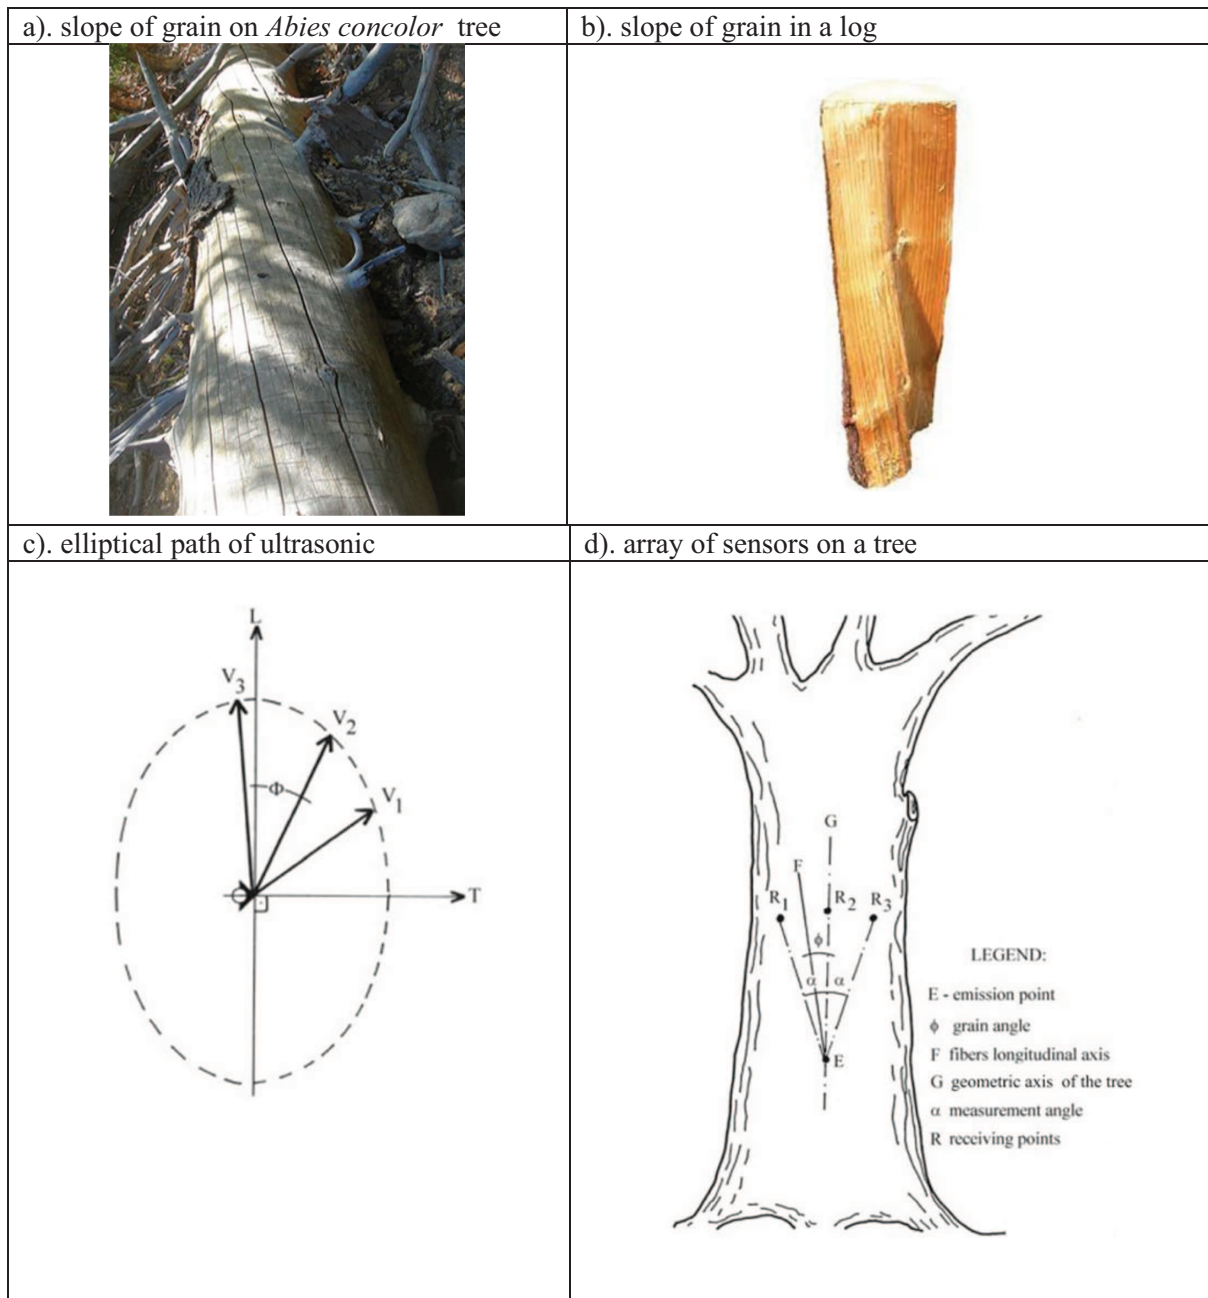 a). slope of grain on Abies concolor tree
b). slope of grain in a log
c). elliptical path of ultrasonic
d). array of sensors on a tree
L
V3
V2
Φ
V1
T
G
F
R1
R2
R3
ϕ
α
α
E
LEGEND:
E - emission point
ϕ grain angle
F fibers longitudinal axis
G geometric axis of the tree
α measurement angle
R receiving points